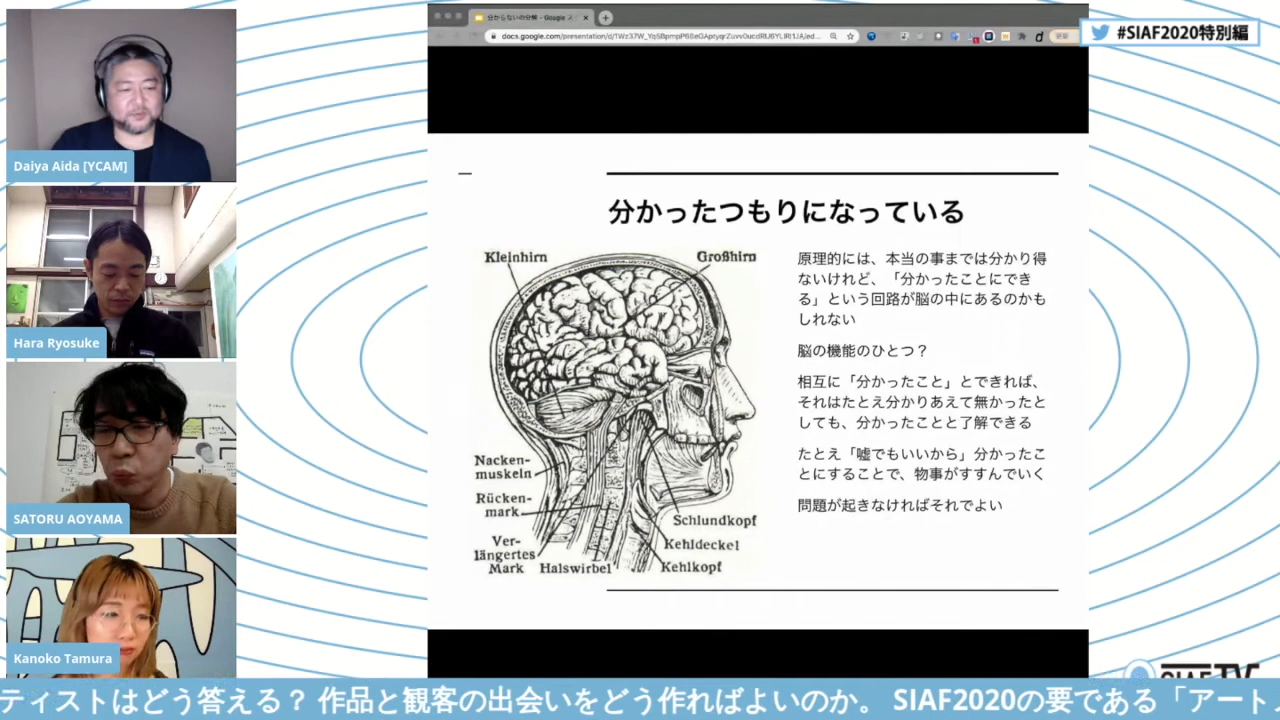 分からないの分解 - Google ス
#SIAF2020特別編
Daiya Aida [YCAM]
Hara Ryosuke
SATORU AOYAMA
Kanoko Tamura
分かったつもりになっている
Kleinhirn
Großhirn
Nacken-
muskeln
Rücken-
mark
Ver-
längertes
Mark
Halswirbel
Schlundkopf
Kehldeckel
Kehlkopf
原理的には、本当の事までは分かり得
ないけれど、「分かったことにでき
る」という回路が脳の中にあるのかも
しれない
脳の機能のひとつ？
相互に「分かったこと」とできれば、
それはたとえ分かりあえて無かったと
しても、分かったことと了解できる
たとえ「嘘でもいいから」分かったこ
とにすることで、物事がすすんでいく
問題が起きなければそれでよい
SIAF TV
ティストはどう答える？ 作品と観客の出会いをどう作ればよいのか。 SIAF2020の要である「アート